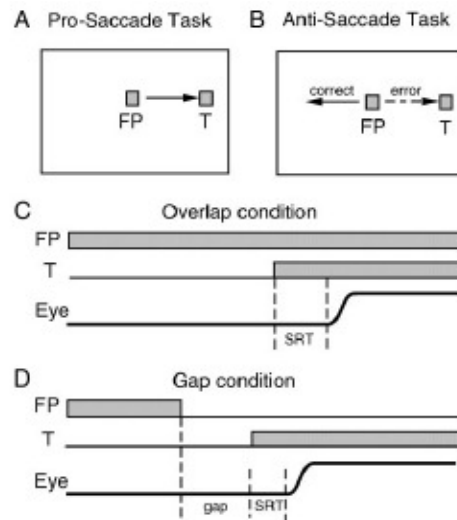 A Pro-Saccade Task
B Anti-Saccade Task
FP T
correct error
FP T
C Overlap condition
FP
T
Eye
SRT
D Gap condition
FP
T
Eye
gap SRT